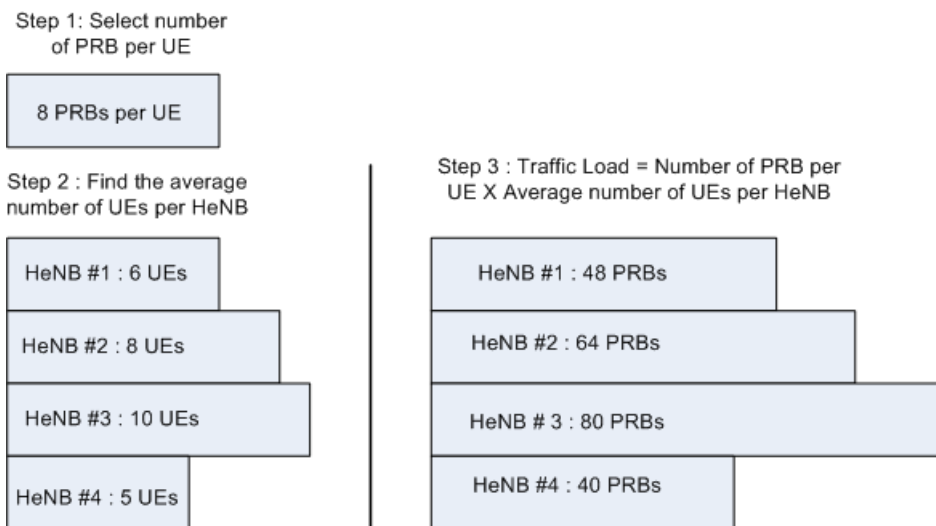 Step 1: Select number
of PRB per UE
8 PRBs per UE
Step 2 : Find the average
number of UEs per HeNB
HeNB #1 : 6 UEs
HeNB #2 : 8 UEs
HeNB #3 : 10 UEs
HeNB #4 : 5 UEs
Step 3 : Traffic Load = Number of PRB per
UE X Average number of UEs per HeNB
HeNB #1 : 48 PRBs
HeNB #2 : 64 PRBs
HeNB # 3 : 80 PRBs
HeNB #4 : 40 PRBs